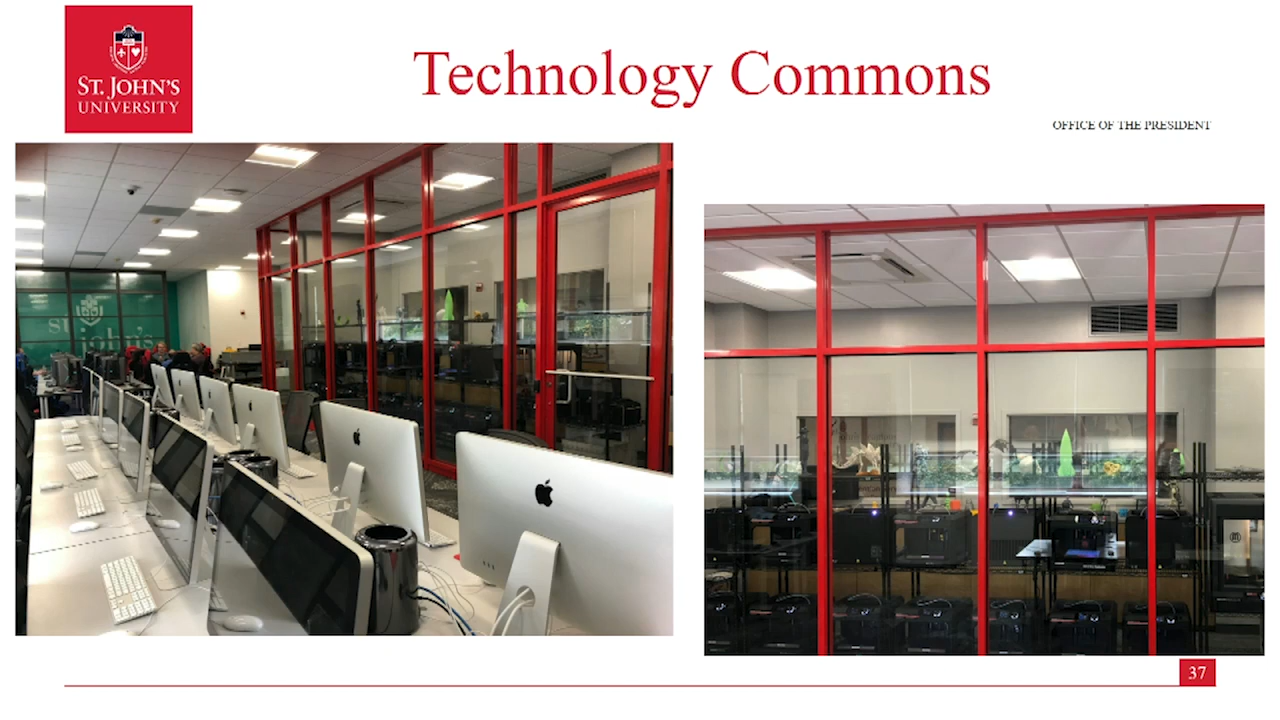 ST. JOHN'S
UNIVERSITY
Technology Commons
OFFICE OF THE PRESIDENT
st. john's
37